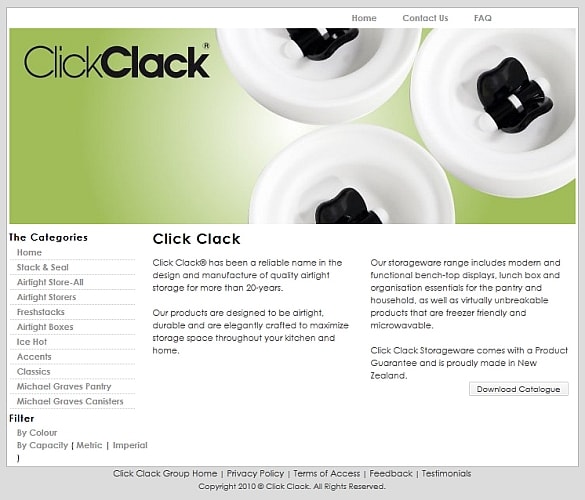 Home Contact Us FAQ
ClickClack®
The Categories
Home
Stack & Seal
Airtight Store-All
Airtight Storers
Freshstacks
Airtight Boxes
Ice Hot
Accents
Classics
Michael Graves Pantry
Michael Graves Canisters
Filter
By Colour
By Capacity ( Metric | Imperial
)
Click Clack
Click Clack® has been a reliable name in the
design and manufacture of quality airtight
storage for more than 20-years.
Our products are designed to be airtight,
durable and are elegantly crafted to maximize
storage space throughout your kitchen and
home.
Our storageware range includes modern and
functional bench-top displays, lunch box and
organisation essentials for the pantry and
household, as well as virtually unbreakable
products that are freezer friendly and
microwavable.
Click Clack Storageware comes with a Product
Guarantee and is proudly made in New
Zealand.
Download Catalogue
Click Clack Group Home | Privacy Policy | Terms of Access | Feedback | Testimonials
Copyright 2010 © Click Clack. All Rights Reserved.